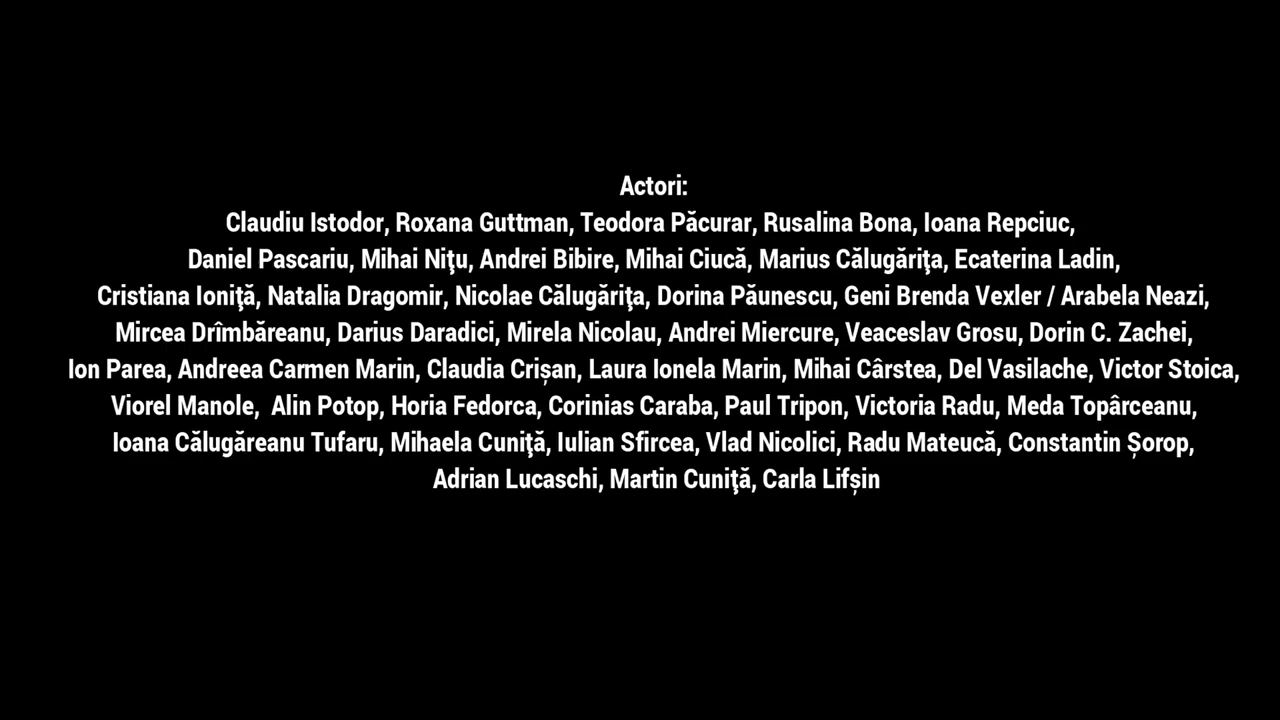 Actori:
Claudiu Istodor, Roxana Guttman, Teodora Păcurar, Rusalina Bona, Ioana Repciuc,
Daniel Pascariu, Mihai Niţu, Andrei Bibire, Mihai Ciucă, Marius Călugăriţa, Ecaterina Ladin,
Cristiana Ioniţă, Natalia Dragomir, Nicolae Călugăriţa, Dorina Păunescu, Geni Brenda Vexler / Arabela Neazi,
Mircea Drîmbăreanu, Darius Daradici, Mirela Nicolau, Andrei Miercure, Veaceslav Grosu, Dorin C. Zachei,
Ion Parea, Andreea Carmen Marin, Claudia Crișan, Laura Ionela Marin, Mihai Cârstea, Del Vasilache, Victor Stoica,
Viorel Manole,  Alin Potop, Horia Fedorca, Corinias Caraba, Paul Tripon, Victoria Radu, Meda Topârceanu,
Ioana Călugăreanu Tufaru, Mihaela Cuniţă, Iulian Sfircea, Vlad Nicolici, Radu Mateucă, Constantin Șorop,
Adrian Lucaschi, Martin Cuniţă, Carla Lifșin